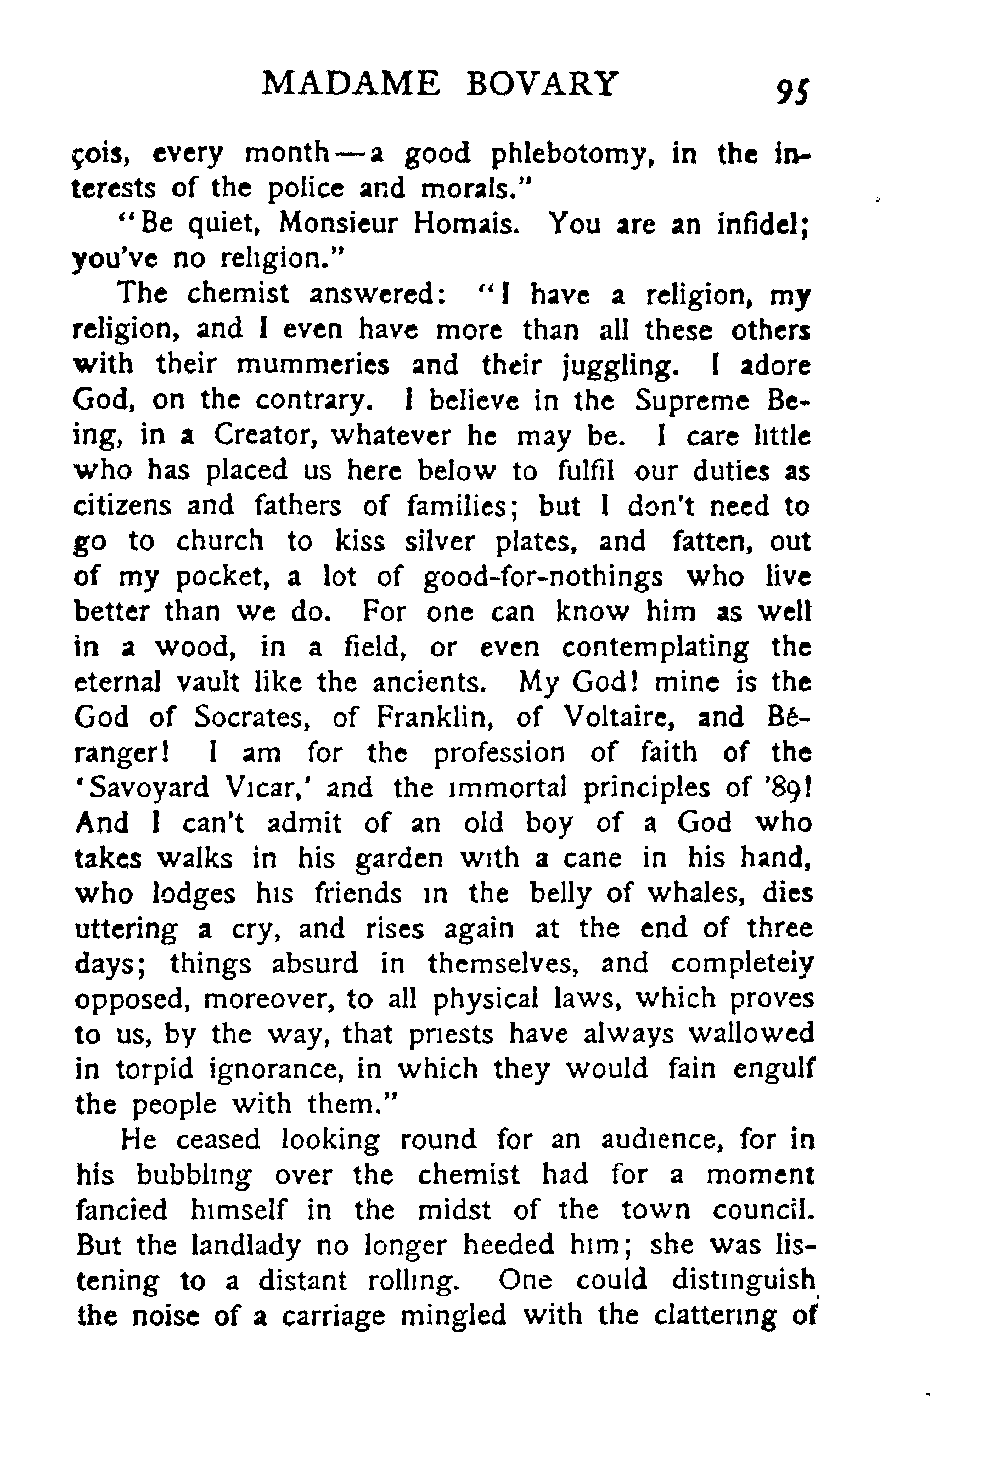 MADAME BOVARY 95
çois, every month—a good phlebotomy, in the in-
terests of the police and morals."
"Be quiet, Monsieur Homais. You are an infidel;
you've no religion."
The chemist answered: "I have a religion, my
religion, and I even have more than all these others
with their mummeries and their juggling. I adore
God, on the contrary. I believe in the Supreme Be-
ing, in a Creator, whatever he may be. I care little
who has placed us here below to fulfil our duties as
citizens and fathers of families; but I don't need to
go to church to kiss silver plates, and fatten, out
of my pocket, a lot of good-for-nothings who live
better than we do. For one can know him as well
in a wood, in a field, or even contemplating the
eternal vault like the ancients. My God! mine is the
God of Socrates, of Franklin, of Voltaire, and Bé-
ranger! I am for the profession of faith of the
'Savoyard Vicar,' and the immortal principles of '89!
And I can't admit of an old boy of a God who
takes walks in his garden with a cane in his hand,
who lodges his friends in the belly of whales, dies
uttering a cry, and rises again at the end of three
days; things absurd in themselves, and completely
opposed, moreover, to all physical laws, which proves
to us, by the way, that priests have always wallowed
in torpid ignorance, in which they would fain engulf
the people with them."
He ceased looking round for an audience, for in
his bubbling over the chemist had for a moment
fancied himself in the midst of the town council.
But the landlady no longer heeded him; she was lis-
tening to a distant rolling. One could distinguish
the noise of a carriage mingled with the clattering of